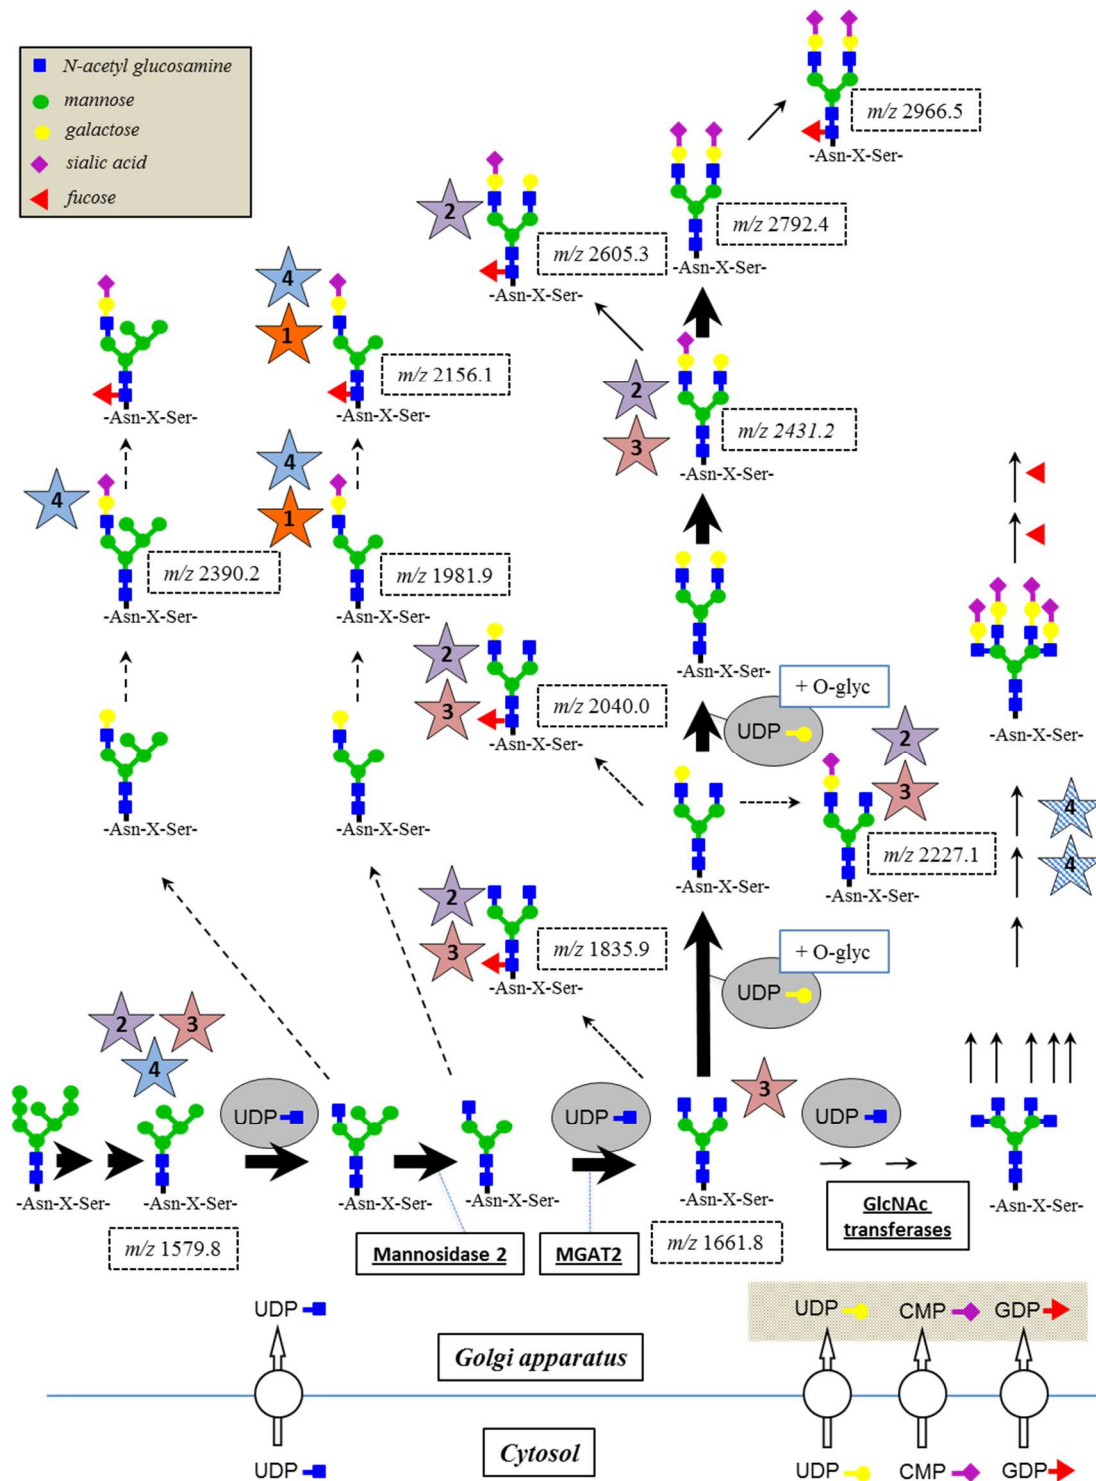 N-acetyl glucosamine
mannose
galactose
sialic acid
fucose
m/z 2966.5
-Asn-X-Ser-
2
m/z 2605.3
-Asn-X-Ser-
m/z 2792.4
-Asn-X-Ser-
4
1
m/z 2156.1
-Asn-X-Ser-
-Asn-X-Ser-
2
3
m/z 2431.2
-Asn-X-Ser-
4
m/z 2390.2
-Asn-X-Ser-
4
1
m/z 1981.9
-Asn-X-Ser-
2
3
m/z 2040.0
-Asn-X-Ser-
-Asn-X-Ser-
+ O-glyc
UDP
2
3
m/z 2227.1
-Asn-X-Ser-
-Asn-X-Ser-
4
4
-Asn-X-Ser-
-Asn-X-Ser-
-Asn-X-Ser-
2
3
m/z 1835.9
-Asn-X-Ser-
+ O-glyc
UDP
2
3
4
UDP
UDP
3
UDP
-Asn-X-Ser-
-Asn-X-Ser-
-Asn-X-Ser-
-Asn-X-Ser-
-Asn-X-Ser-
-Asn-X-Ser-
m/z 1579.8
Mannosidase 2
MGAT2
m/z 1661.8
GlcNAc
transferases
UDP
UDP
CMP
GDP
Golgi apparatus
Cytosol
UDP
UDP
CMP
GDP